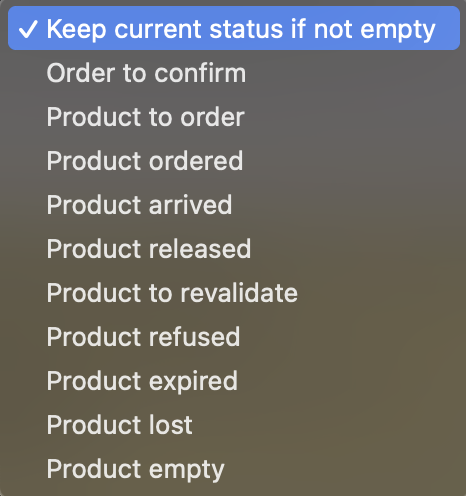 ✓ Keep current status if not empty
Order to confirm
Product to order
Product ordered
Product arrived
Product released
Product to revalidate
Product refused
Product expired
Product lost
Product empty